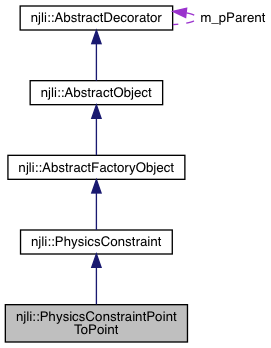 njli::AbstractDecorator
m_pParent
njli::AbstractObject
njli::AbstractFactoryObject
njli::PhysicsConstraint
njli::PhysicsConstraintPoint
ToPoint